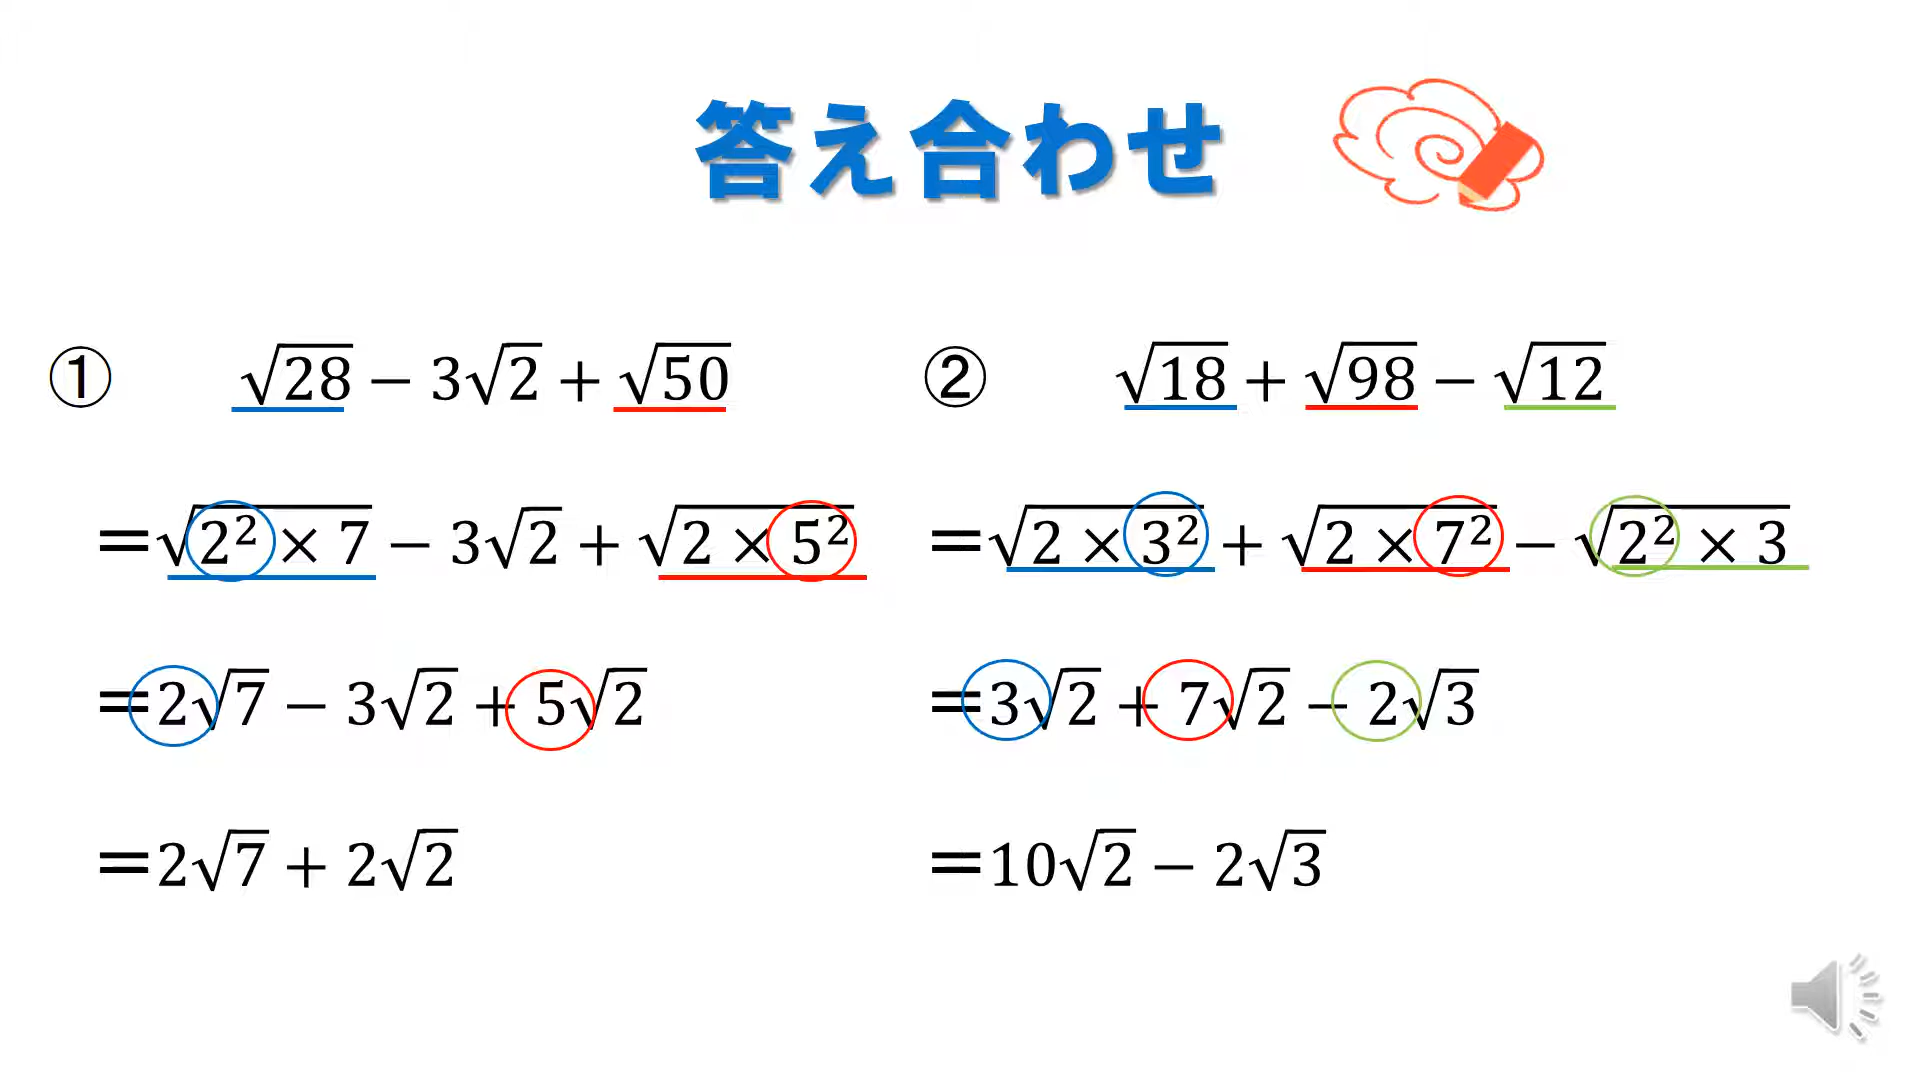 答え合わせ
① √28 − 3√2 + √50
=√(2² × 7) − 3√2 + √(2 × 5²)
=2√7 − 3√2 + 5√2
=2√7 + 2√2
② √18 + √98 − √12
=√(2 × 3²) + √(2 × 7²) − √(2² × 3)
=3√2 + 7√2 − 2√3
=10√2 − 2√3